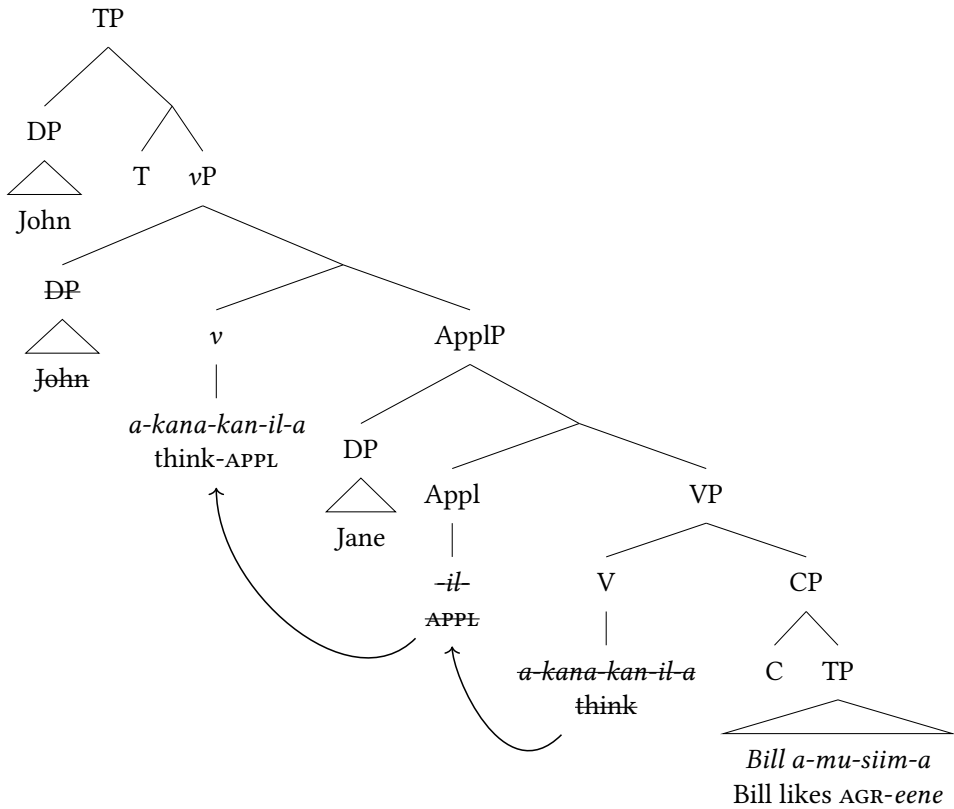 TP
DP
T
vP
John
DP
John
v
ApplP
a-kana-kan-il-a
think-APPL
DP
Jane
Appl
VP
-il-
APPL
V
CP
a-kana-kan-il-a
think
C
TP
Bill a-mu-siim-a
Bill likes AGR-eene